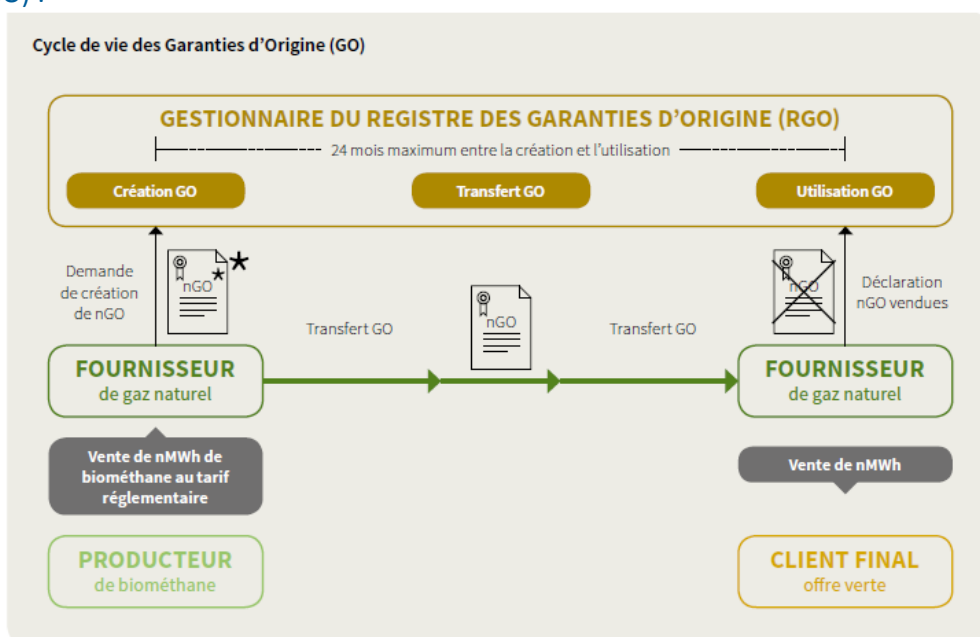 Cycle de vie des Garanties d'Origine (GO)
GESTIONNAIRE DU REGISTRE DES GARANTIES D'ORIGINE (RGO)
24 mois maximum entre la création et l'utilisation
Création GO
Transfert GO
Utilisation GO
Demande
de création
de nGO
nGO
Transfert GO
nGO
Transfert GO
nGO
Déclaration
nGO vendues
FOURNISSEUR
de gaz naturel
FOURNISSEUR
de gaz naturel
Vente de nMWh de
biométhane au tarif
réglementaire
Vente de nMWh
PRODUCTEUR
de biométhane
CLIENT FINAL
offre verte